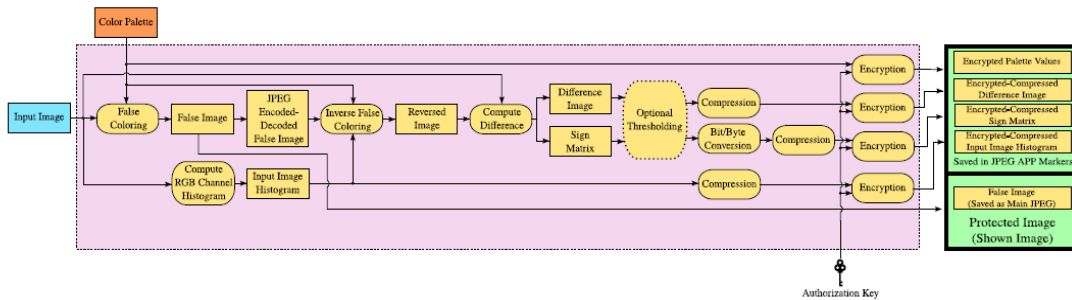 Color Palette
Input Image
False
Coloring
False Image
JPEG
Encoded-
Decoded
False Image
Inverse False
Coloring
Reversed
Image
Compute
Difference
Difference
Image
Sign
Matrix
Optional
Thresholding
Compression
Bit/Byte
Conversion
Compression
Compute
RGB Channel
Histogram
Input Image
Histogram
Compression
Encryption
Encryption
Encryption
Encryption
Authorization Key
Encrypted Palette Values
Encrypted-Compressed
Difference Image
Encrypted-Compressed
Sign Matrix
Encrypted-Compressed
Input Image Histogram
Saved in JPEG APP Markers
False Image
(Saved as Main JPEG)
Protected Image
(Shown Image)